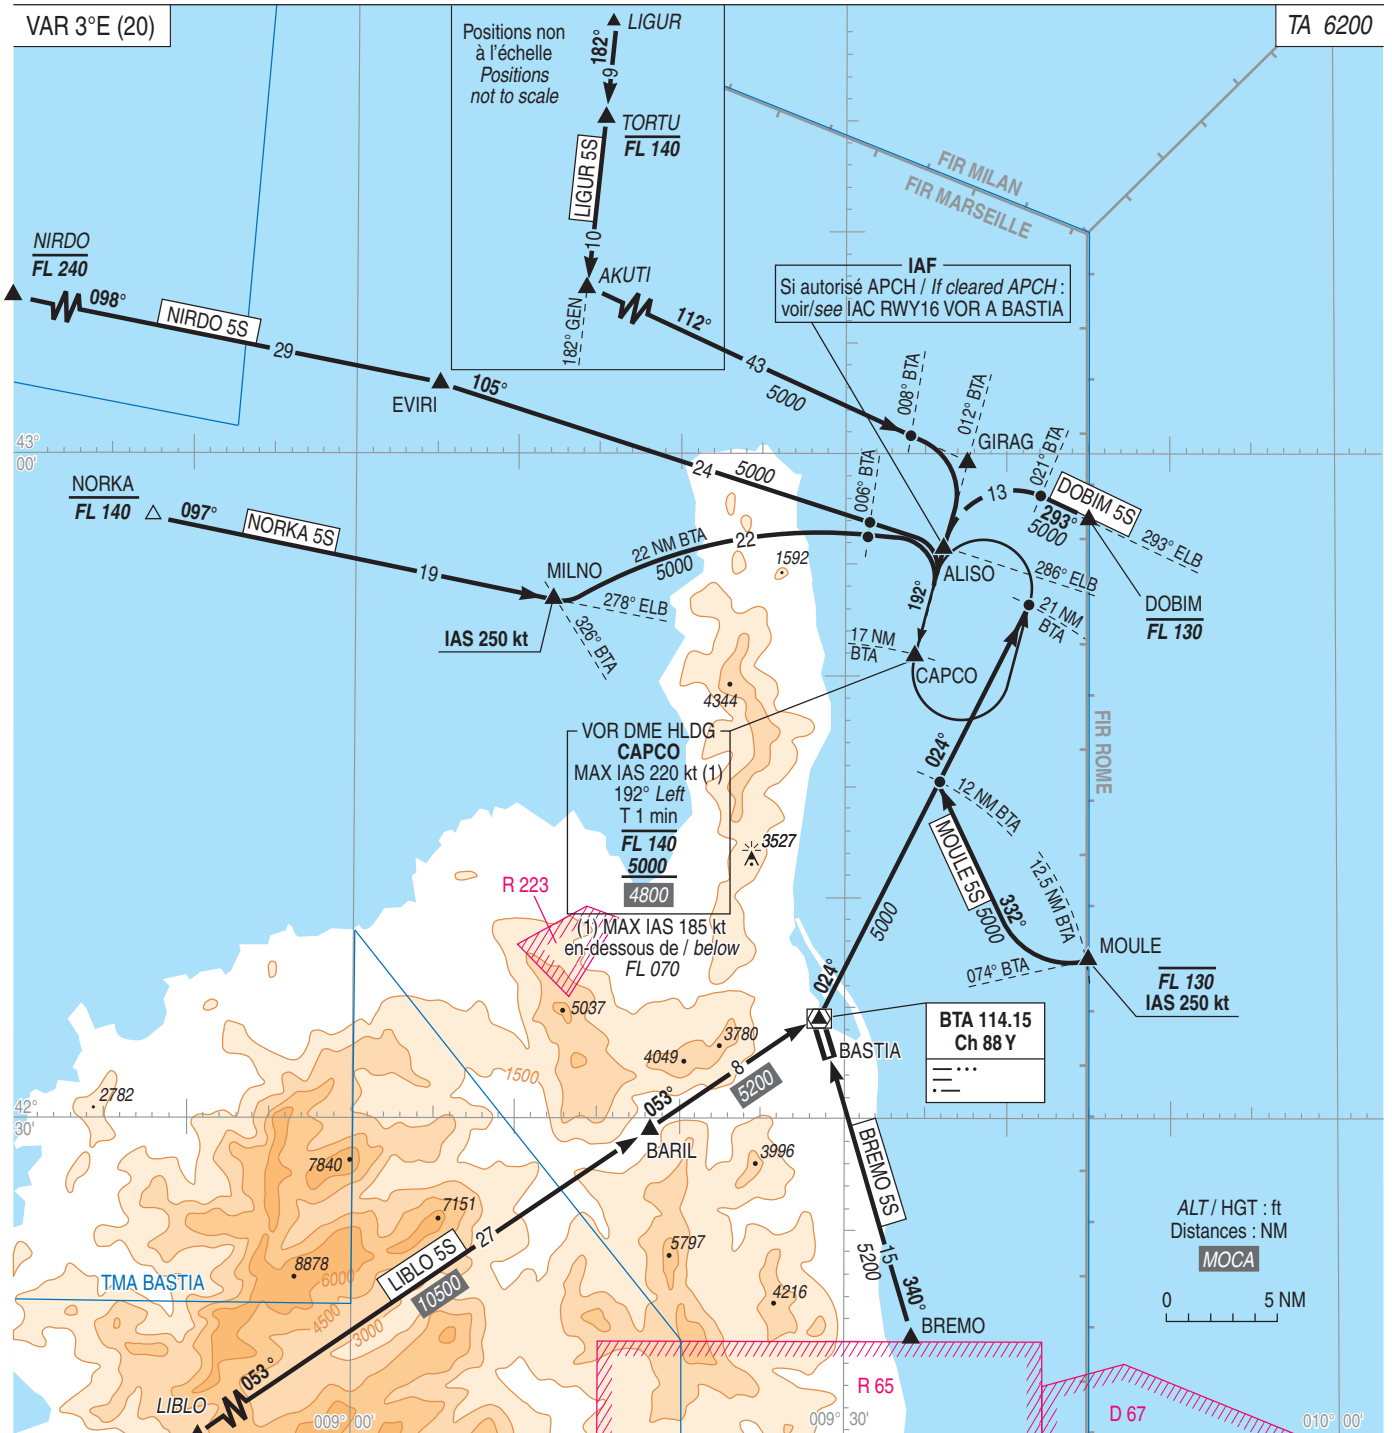 VAR 3°E (20)
TA 6200
Positions non
à l'échelle
Positions
not to scale
LIGUR
182°
9
TORTU
FL 140
LIGUR 5S
10
AKUTI
182° GEN
112°
43
5000
FIR MILAN
FIR MARSEILLE
NIRDO
FL 240
098°
NIRDO 5S
29
EVIRI
105°
24
5000
IAF
Si autorisé APCH / If cleared APCH :
voir/see IAC RWY16 VOR A BASTIA
008° BTA
012° BTA
GIRAG
006° BTA
021° BTA
13
DOBIM 5S
293°
5000
293° ELB
286° ELB
DOBIM
FL 130
43°
00'
NORKA
FL 140
097°
NORKA 5S
19
MILNO
278° ELB
326° BTA
IAS 250 kt
22 NM BTA
5000
22
1592
ALISO
192°
17 NM
BTA
CAPCO
21 NM
BTA
4344
VOR DME HLDG
CAPCO
MAX IAS 220 kt (1)
192° Left
T 1 min
FL 140
5000
4800
(1) MAX IAS 185 kt
en-dessous de / below
FL 070
3527
R 223
FIR ROME
024°
12 NM BTA
MOULE 5S
5000
332°
12.5 NM BTA
MOULE
074° BTA
FL 130
IAS 250 kt
5000
024°
BTA 114.15
Ch 88 Y
BASTIA
5037
3780
4049
1500
8
5200
053°
BARIL
2782
42°
30'
7840
7151
3996
BREMO 5S
15
5200
340°
BREMO
5797
4216
8878
6000
4500
3000
TMA BASTIA
LIBLO 5S
27
10500
053°
LIBLO
ALT / HGT : ft
Distances : NM
MOCA
0
5 NM
R 65
D 67
009° 00'
009° 30'
010° 00'